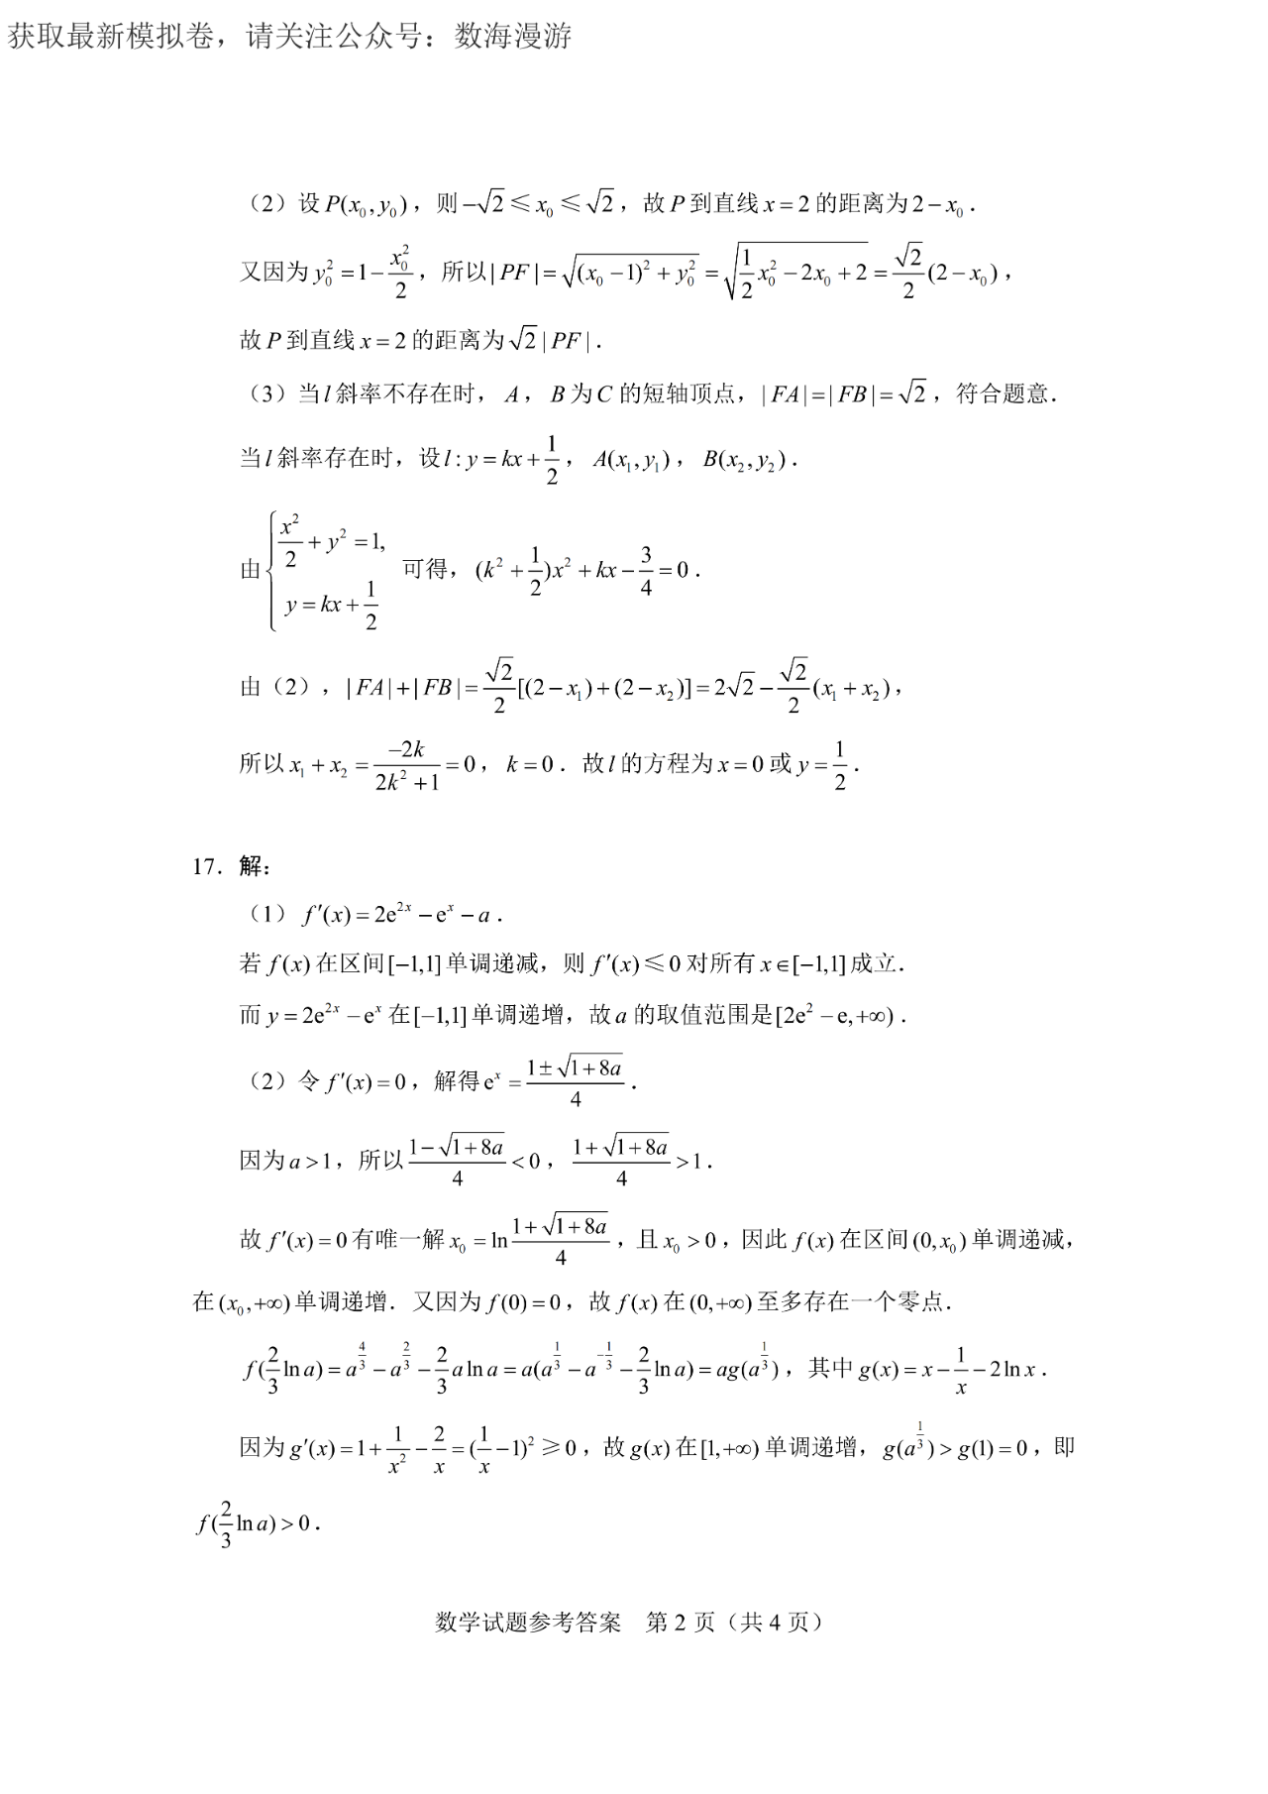 获取最新模拟卷，请关注公众号：数海漫游
（2）设 P(x₀, y₀)，则 −√2 ≤ x₀ ≤ √2，故 P 到直线 x = 2 的距离为 2 − x₀．
又因为 y₀² = 1 − x₀²/2，所以 | PF | = √((x₀ − 1)² + y₀²) = √(1/2 x₀² − 2x₀ + 2) = √2/2 (2 − x₀)，
故 P 到直线 x = 2 的距离为 √2 | PF |．
（3）当 l 斜率不存在时， A， B 为 C 的短轴顶点，| FA | = | FB | = √2，符合题意．
当 l 斜率存在时，设 l : y = kx + 1/2， A(x₁, y₁)， B(x₂, y₂)．
由 { x²/2 + y² = 1, y = kx + 1/2 可得，(k² + 1/2)x² + kx − 3/4 = 0．
由（2），| FA | + | FB | = √2/2 [(2 − x₁) + (2 − x₂)] = 2√2 − √2/2 (x₁ + x₂)，
所以 x₁ + x₂ = −2k/(2k² + 1) = 0，k = 0．故 l 的方程为 x = 0 或 y = 1/2．
17．解：
（1）f′(x) = 2e^(2x) − e^x − a．
若 f(x) 在区间 [−1,1] 单调递减，则 f′(x) ≤ 0 对所有 x ∈ [−1,1] 成立．
而 y = 2e^(2x) − e^x 在 [−1,1] 单调递增，故 a 的取值范围是 [2e² − e, +∞)．
（2）令 f′(x) = 0，解得 e^x = (1 ± √(1 + 8a))/4．
因为 a > 1，所以 (1 − √(1 + 8a))/4 < 0，(1 + √(1 + 8a))/4 > 1．
故 f′(x) = 0 有唯一解 x₀ = ln (1 + √(1 + 8a))/4，且 x₀ > 0，因此 f(x) 在区间 (0, x₀) 单调递减，
在 (x₀, +∞) 单调递增．又因为 f(0) = 0，故 f(x) 在 (0, +∞) 至多存在一个零点．
f(2/3 ln a) = a^(4/3) − a^(2/3) − 2/3 a ln a = a(a^(1/3) − a^(−1/3) − 2/3 ln a) = ag(a^(1/3))，其中 g(x) = x − 1/x − 2 ln x．
因为 g′(x) = 1 + 1/x² − 2/x = (1/x − 1)² ≥ 0，故 g(x) 在 [1, +∞) 单调递增，g(a^(1/3)) > g(1) = 0，即
f(2/3 ln a) > 0．
数学试题参考答案 第 2 页（共 4 页）